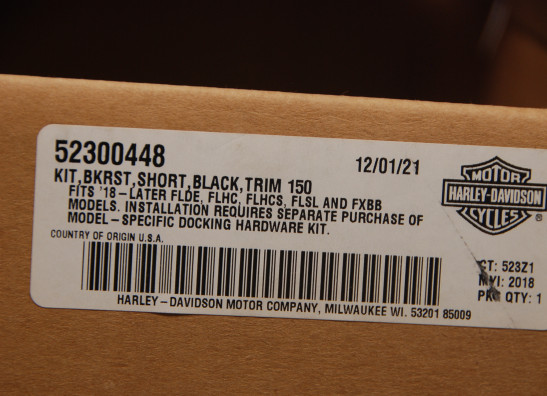 52300448
12/01/21
KIT,BKRST,SHORT,BLACK,TRIM 150
FITS '18-LATER FLDE, FLHC, FLHCS, FLSL AND FXBB
MODELS. INSTALLATION REQUIRES SEPARATE PURCHASE OF
MODEL-SPECIFIC DOCKING HARDWARE KIT.
COUNTRY OF ORIGIN U.S.A.
HARLEY-DAVIDSON MOTOR COMPANY, MILWAUKEE WI. 53201 85009
MOTOR
HARLEY-DAVIDSON
CYCLES®
523Z1
2018
QTY: 1